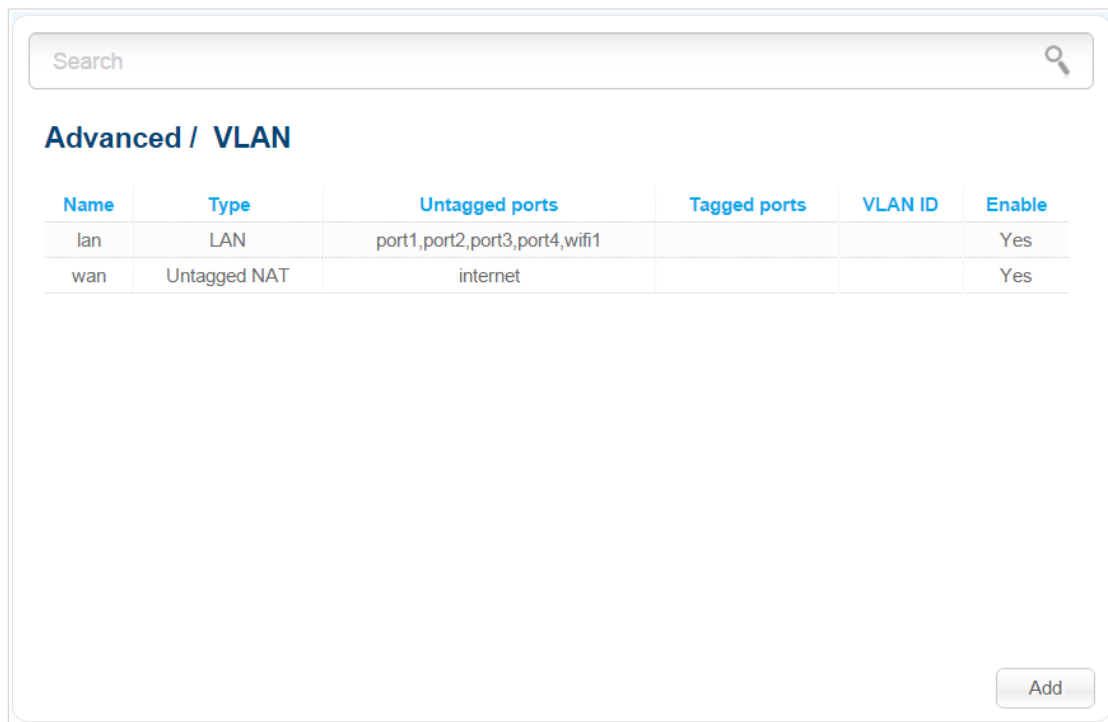 Search
Advanced / VLAN
Name Type Untagged ports Tagged ports VLAN ID Enable
lan LAN port1,port2,port3,port4,wifi1 Yes
wan Untagged NAT internet Yes
Add